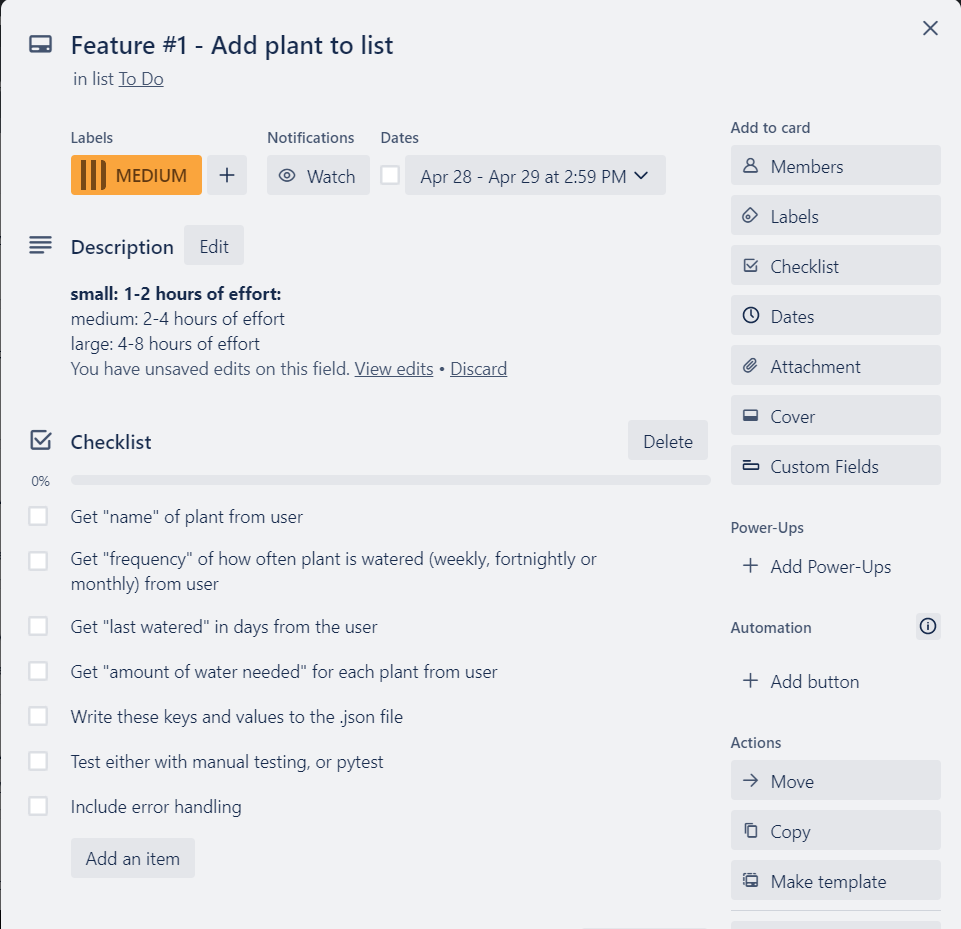 Feature #1 - Add plant to list
in list To Do
Labels
MEDIUM
Notifications
Watch
Dates
Apr 28 - Apr 29 at 2:59 PM
Description
Edit
small: 1-2 hours of effort:
medium: 2-4 hours of effort
large: 4-8 hours of effort
You have unsaved edits on this field. View edits • Discard
Checklist
Delete
0%
Get "name" of plant from user
Get "frequency" of how often plant is watered (weekly, fortnightly or
monthly) from user
Get "last watered" in days from the user
Get "amount of water needed" for each plant from user
Write these keys and values to the .json file
Test either with manual testing, or pytest
Include error handling
Add an item
Add to card
Members
Labels
Checklist
Dates
Attachment
Cover
Custom Fields
Power-Ups
+ Add Power-Ups
Automation
+ Add button
Actions
Move
Copy
Make template